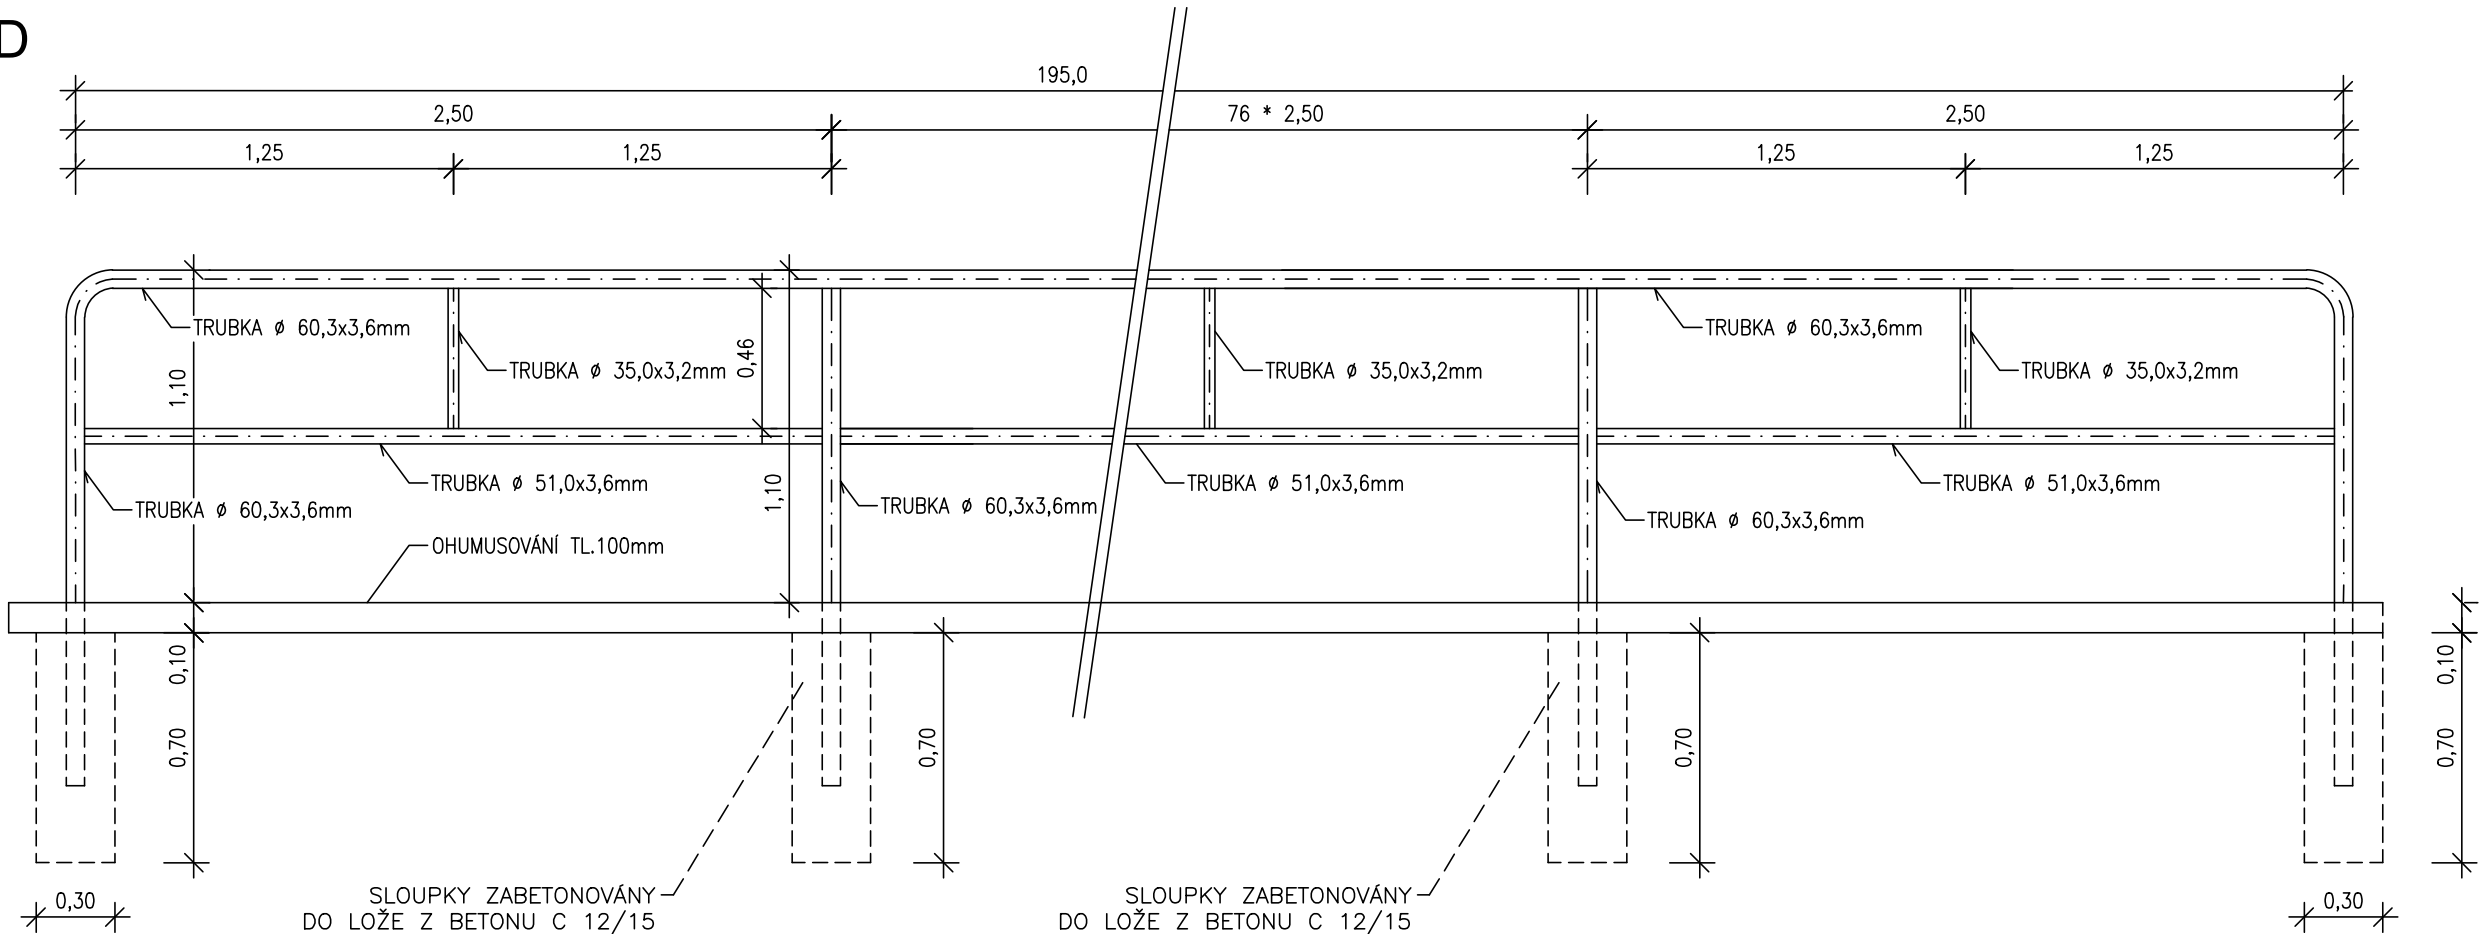 D
195,0
2,50
76 * 2,50
2,50
1,25
1,25
1,25
1,25
TRUBKA Ø 60,3x3,6mm
TRUBKA Ø 60,3x3,6mm
1,10
TRUBKA Ø 35,0x3,2mm
0,46
TRUBKA Ø 35,0x3,2mm
TRUBKA Ø 35,0x3,2mm
TRUBKA Ø 51,0x3,6mm
1,10
TRUBKA Ø 51,0x3,6mm
TRUBKA Ø 51,0x3,6mm
TRUBKA Ø 60,3x3,6mm
TRUBKA Ø 60,3x3,6mm
TRUBKA Ø 60,3x3,6mm
OHUMUSOVÁNÍ TL.100mm
0,10
0,10
0,70
0,70
0,70
0,70
0,30
SLOUPKY ZABETONOVÁNY
DO LOŽE Z BETONU C 12/15
SLOUPKY ZABETONOVÁNY
DO LOŽE Z BETONU C 12/15
0,30